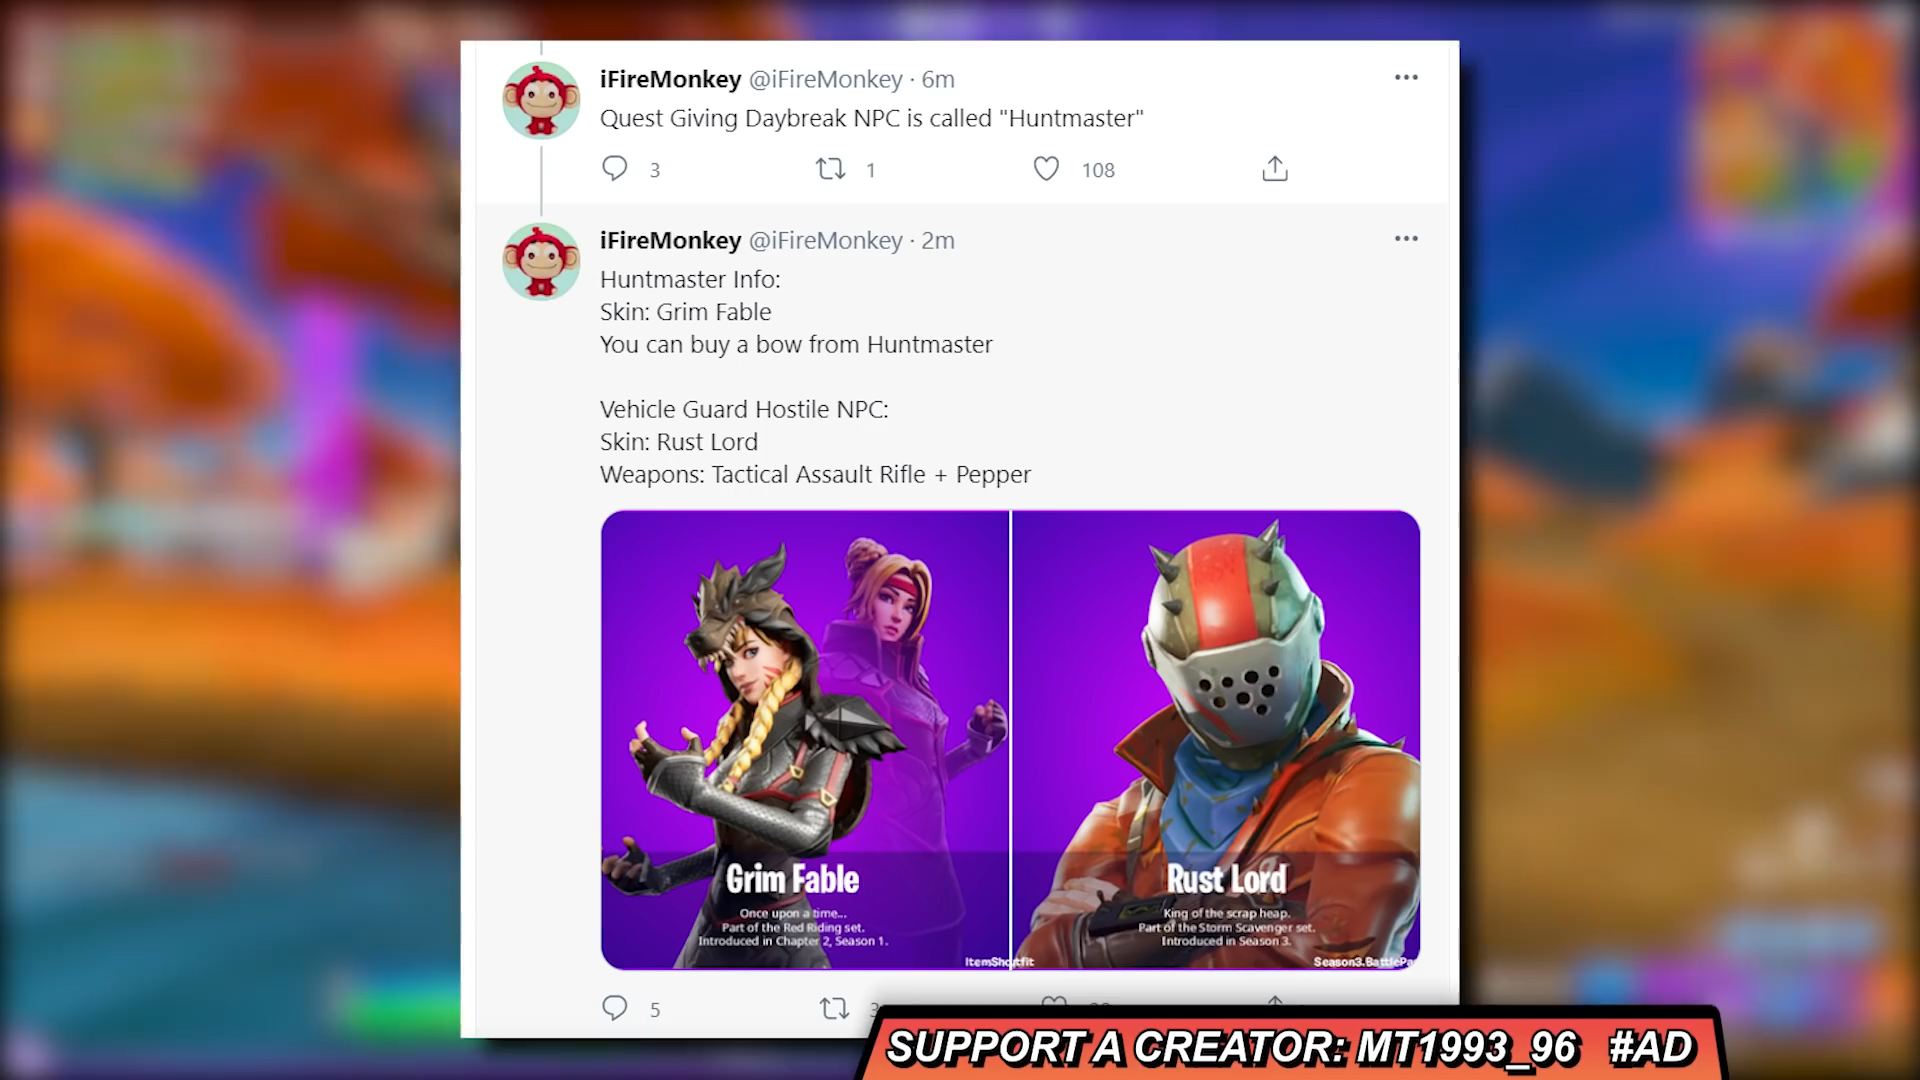 iFireMonkey @iFireMonkey · 6m
Quest Giving Daybreak NPC is called "Huntmaster"
3 1 108
iFireMonkey @iFireMonkey · 2m
Huntmaster Info:
Skin: Grim Fable
You can buy a bow from Huntmaster
Vehicle Guard Hostile NPC:
Skin: Rust Lord
Weapons: Tactical Assault Rifle + Pepper
Grim Fable
Once upon a time...
Part of the Red Riding set.
Introduced in Chapter 2, Season 1.
Rust Lord
King of the scrap heap.
Part of the Storm Scavenger set.
Introduced in Season 3.
5
SUPPORT A CREATOR: MT1993_96 #AD